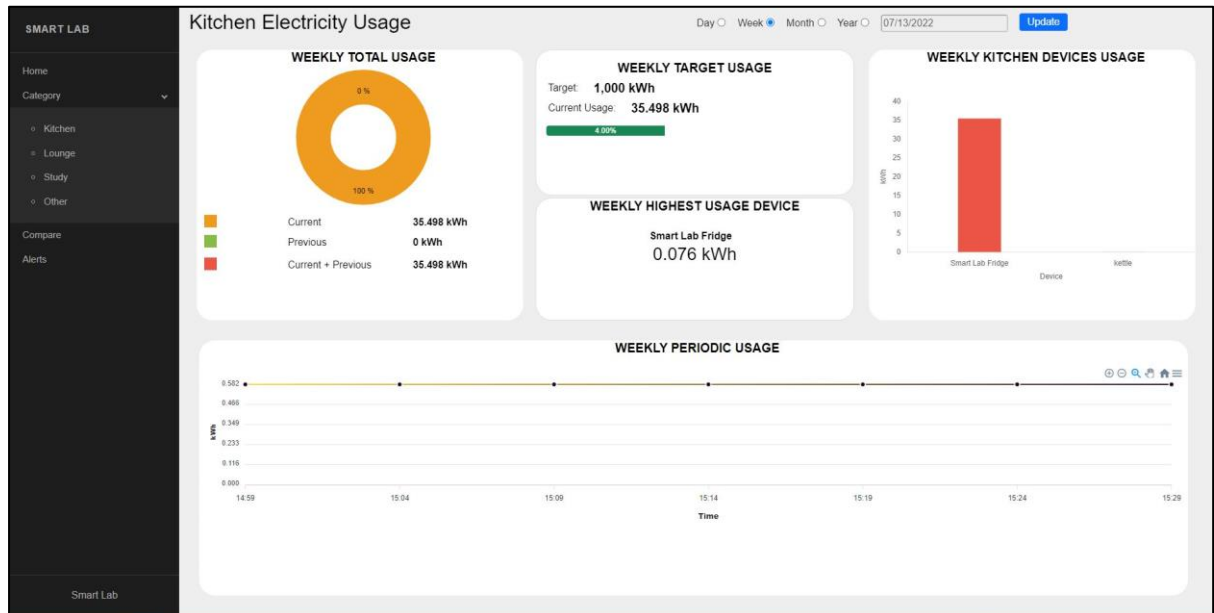 SMART LAB
Home
Category
Kitchen
Lounge
Study
Other
Compare
Alerts
Smart Lab
Kitchen Electricity Usage
Day Week Month Year 07/13/2022 Update
WEEKLY TOTAL USAGE
0 %
100 %
Current 35.498 kWh
Previous 0 kWh
Current + Previous 35.498 kWh
WEEKLY TARGET USAGE
Target: 1,000 kWh
Current Usage: 35.498 kWh
4.00%
WEEKLY HIGHEST USAGE DEVICE
Smart Lab Fridge
0.076 kWh
WEEKLY KITCHEN DEVICES USAGE
40
35
30
25
20
15
10
5
0
kWh
Smart Lab Fridge kettle
Device
WEEKLY PERIODIC USAGE
0.582
0.466
0.349
0.233
0.116
0.000
kWh
14:59 15:04 15:09 15:14 15:19 15:24 15:29
Time